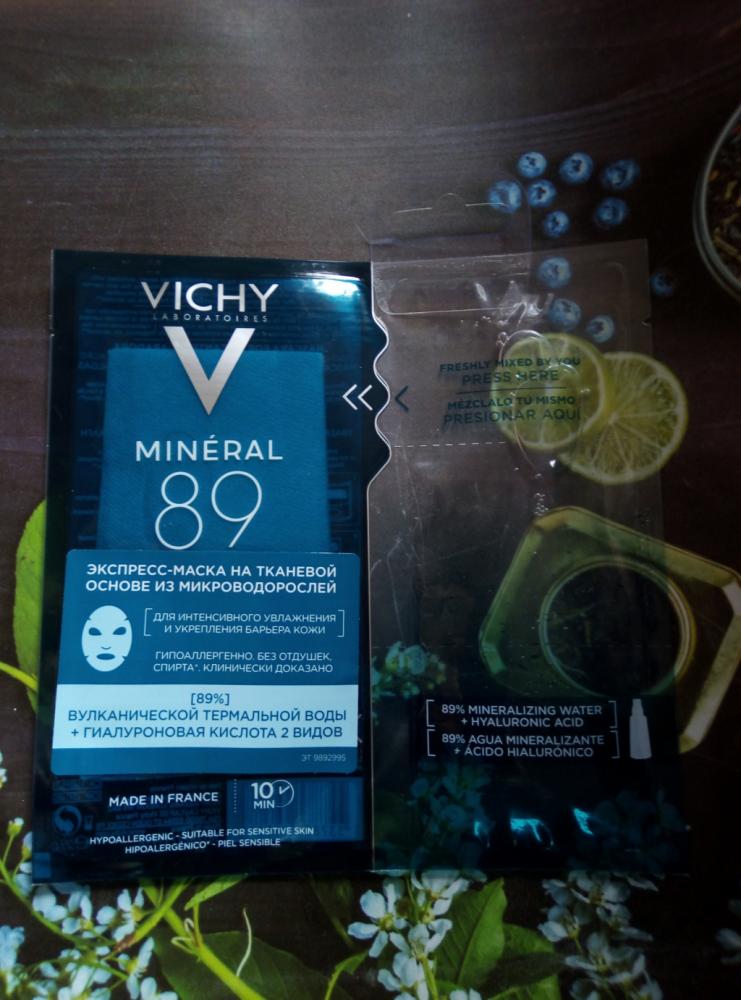 VICHY
LABORATOIRES
MINÉRAL
89
ЭКСПРЕСС-МАСКА НА ТКАНЕВОЙ
ОСНОВЕ ИЗ МИКРОВОДОРОСЛЕЙ
ДЛЯ ИНТЕНСИВНОГО УВЛАЖНЕНИЯ
И УКРЕПЛЕНИЯ БАРЬЕРА КОЖИ
ГИПОАЛЛЕРГЕННО. БЕЗ ОТДУШЕК,
СПИРТА*. КЛИНИЧЕСКИ ДОКАЗАНО
[89%]
ВУЛКАНИЧЕСКОЙ ТЕРМАЛЬНОЙ ВОДЫ
+ ГИАЛУРОНОВАЯ КИСЛОТА 2 ВИДОВ
ЭТ 9892995
MADE IN FRANCE
10
MIN
HYPOALLERGENIC - SUITABLE FOR SENSITIVE SKIN
HIPOALERGÉNICO* - PIEL SENSIBLE
FRESHLY MIXED BY YOU
PRESS HERE
MÉZCLALO TÚ MISMO
PRESIONAR AQUÍ
89% MINERALIZING WATER
+ HYALURONIC ACID
89% AGUA MINERALIZANTE
+ ÁCIDO HIALURÓNICO